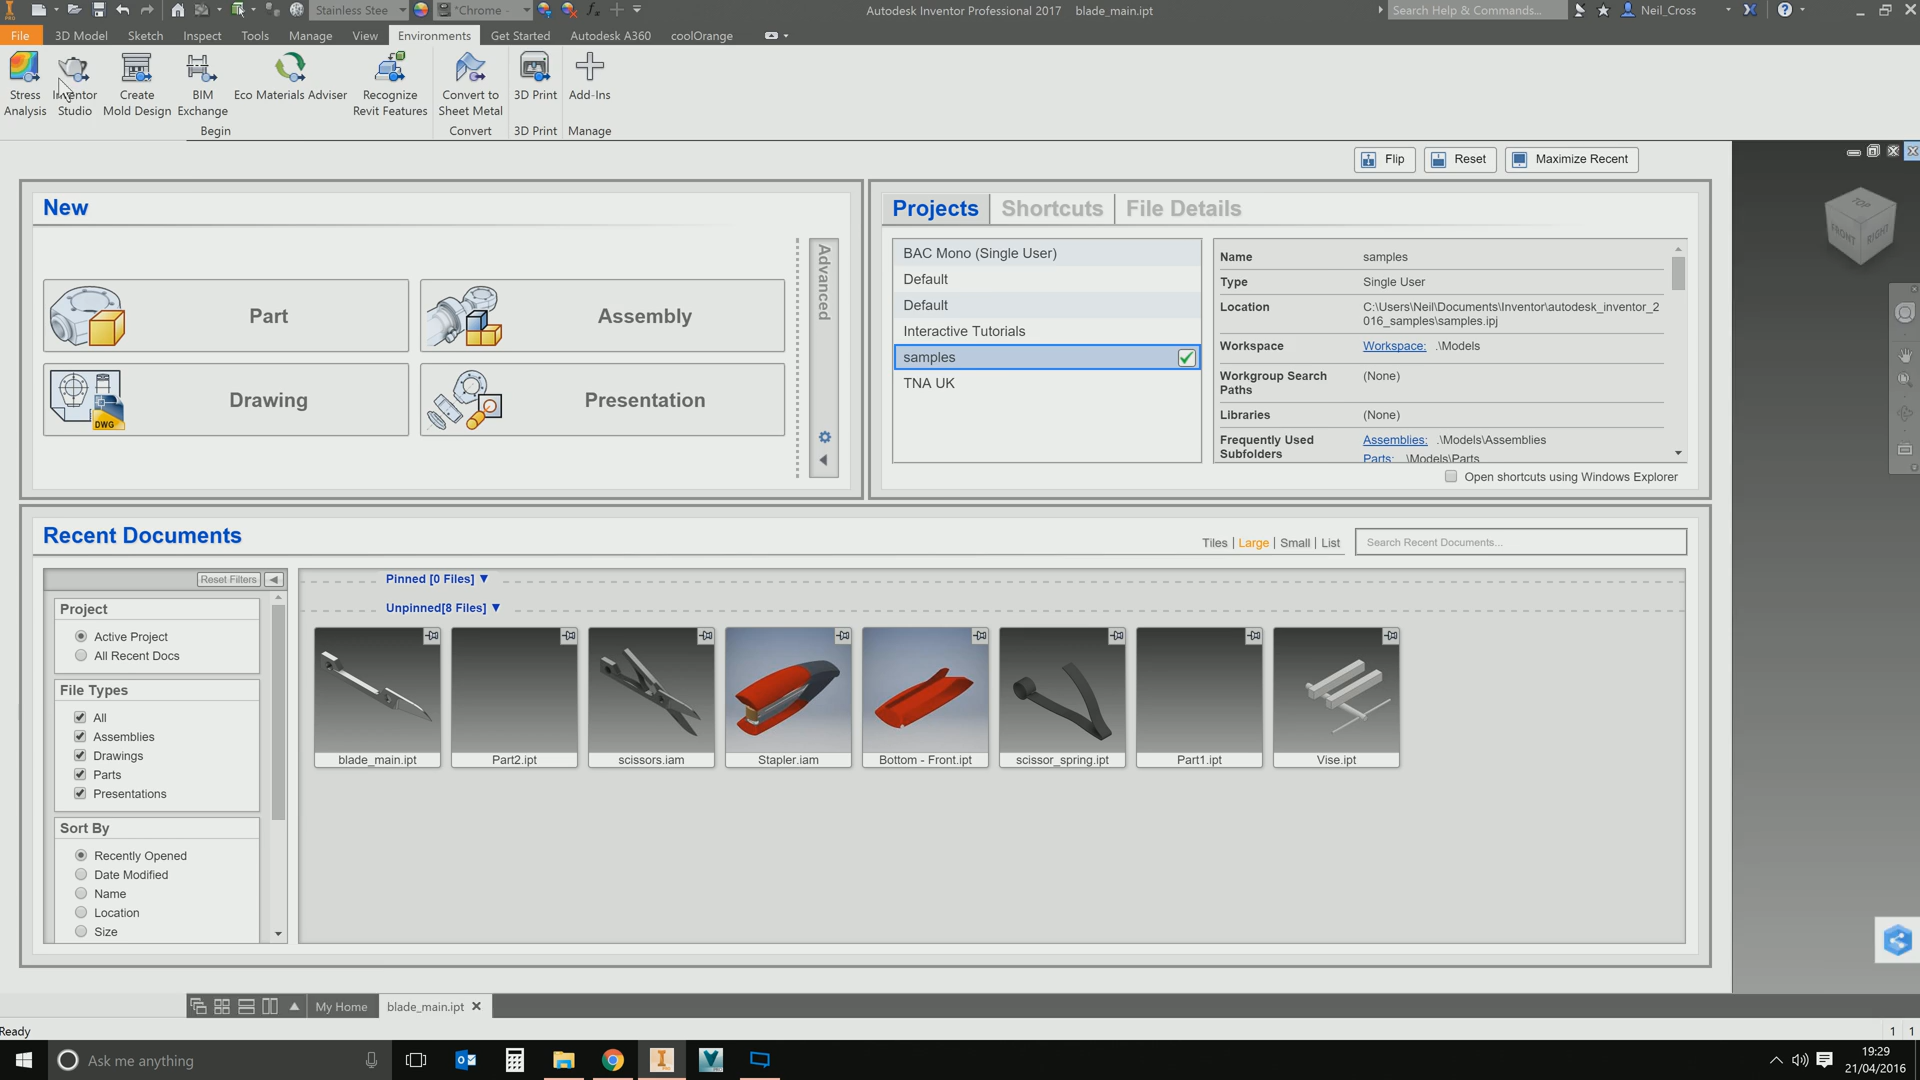 Stainless Stee
*Chrome
Autodesk Inventor Professional 2017 blade_main.ipt
Search Help & Commands...
Neil_Cross
File 3D Model Sketch Inspect Tools Manage View Environments Get Started Autodesk A360 coolOrange
Stress Analysis
Inventor Studio
Create Mold Design
BIM Exchange
Eco Materials Adviser
Recognize Revit Features
Convert to Sheet Metal
3D Print
Add-Ins
Begin Convert 3D Print Manage
Flip Reset Maximize Recent
TOP
FRONT
RIGHT
New
Part
Assembly
Drawing
DWG
Presentation
Advanced
Projects Shortcuts File Details
BAC Mono (Single User)
Default
Default
Interactive Tutorials
samples
TNA UK
Name samples
Type Single User
Location C:\Users\Neil\Documents\Inventor\autodesk_inventor_2
016_samples\samples.ipj
Workspace Workspace: .\Models
Workgroup Search Paths (None)
Libraries (None)
Frequently Used Subfolders Assemblies: .\Models\Assemblies
Parts: .\Models\Parts
Open shortcuts using Windows Explorer
Recent Documents
Tiles | Large | Small | List
Search Recent Documents...
Reset Filters
Project
Active Project
All Recent Docs
File Types
All
Assemblies
Drawings
Parts
Presentations
Sort By
Recently Opened
Date Modified
Name
Location
Size
Pinned [0 Files]
Unpinned[8 Files]
blade_main.ipt
Part2.ipt
scissors.iam
Stapler.iam
Bottom - Front.ipt
scissor_spring.ipt
Part1.ipt
Vise.ipt
My Home blade_main.ipt
Ready
1 1
Ask me anything
19:29
21/04/2016